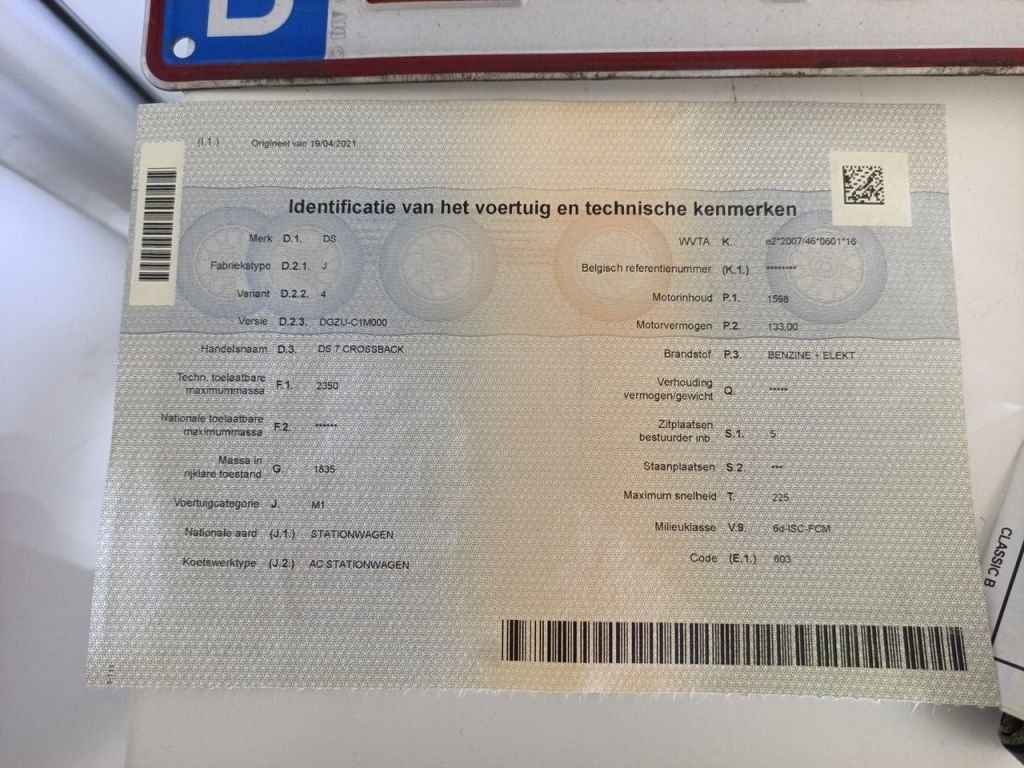 B
(I.1.) Origineel van 19/04/2021
Identificatie van het voertuig en technische kenmerken
Merk D.1. DS
Fabriekstype D.2.1. J
Variant D.2.2. 4
Versie D.2.3. DGZU-C1M000
Handelsnaam D.3. DS 7 CROSSBACK
Techn. toelaatbare
maximummassa F.1. 2350
Nationale toelaatbare
maximummassa F.2. ******
Massa in
rijklare toestand G. 1835
Voertuigcategorie J. M1
Nationale aard (J.1.) STATIONWAGEN
Koetswerktype (J.2.) AC STATIONWAGEN
WVTA K. e2*2007/46*0601*16
Belgisch referentienummer (K.1.) ********
Motorinhoud P.1. 1598
Motorvermogen P.2. 133,00
Brandstof P.3. BENZINE + ELEKT
Verhouding
vermogen/gewicht Q. *****
Zitplaatsen
bestuurder inb. S.1. 5
Staanplaatsen S.2. ***
Maximum snelheid T. 225
Milieuklasse V.9. 6d-ISC-FCM
Code (E.1.) 603
CLASSIC B